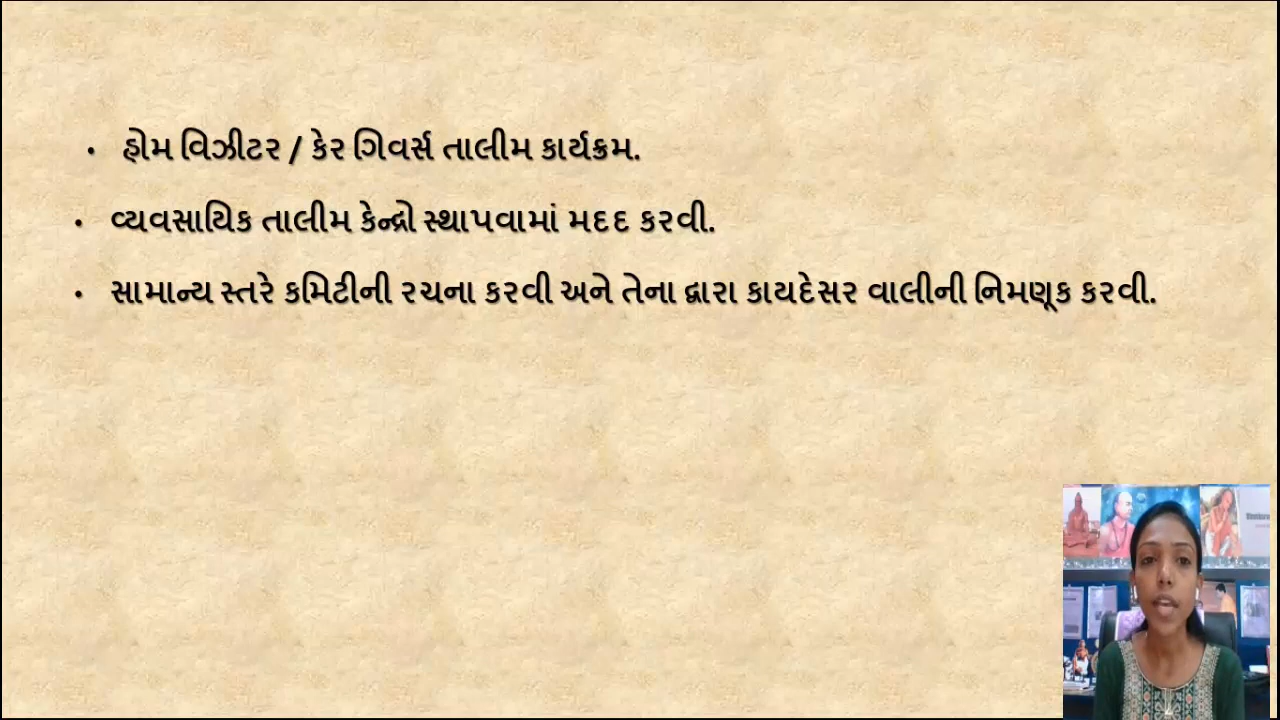 • હોમ વિઝીટર / કેર ગિવર્સ તાલીમ કાર્યક્રમ.
• વ્યવસાયિક તાલીમ કેન્દ્રો સ્થાપવામાં મદદ કરવી.
• સામાન્ય સ્તરે કમિટીની રચના કરવી અને તેના દ્વારા કાયદેસર વાલીની નિમણૂક કરવી.